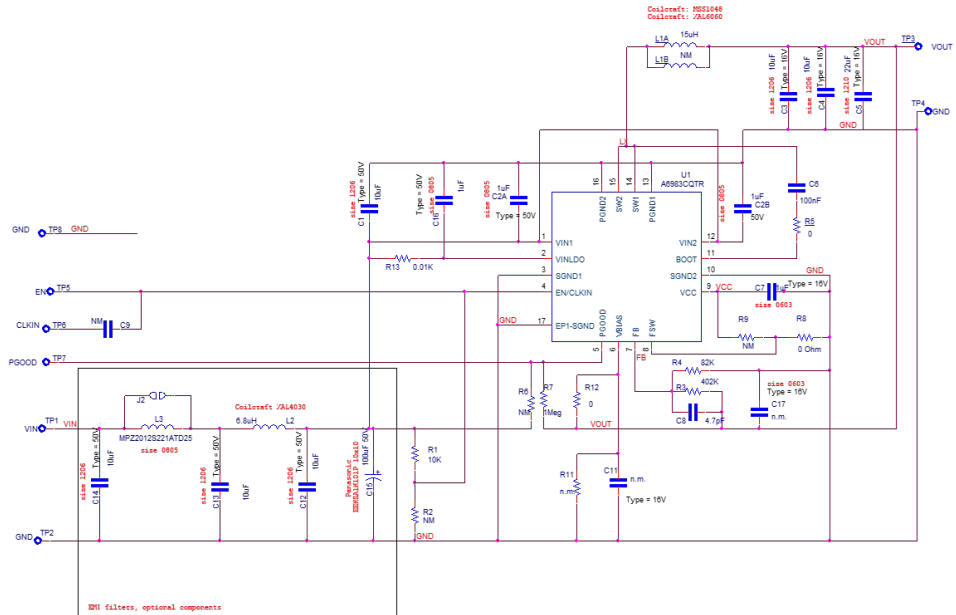 Coilcraft: MSS1048
Coilcraft: XAL6060
L1A
15uH
NM
L1B
VOUT
TP3
VOUT
size 1206
10uF
Type = 16V
C3
size 1206
10uF
Type = 16V
C4
size 1210
22uF
Type = 16V
C5
TP4
GND
GND
LX
U1
A6983CQTR
size 1206
Type = 50V
10uF
C1
Type = 50V
size 0805
1uF
C16
size 0805
1uF
C2A
Type = 50V
16
15
14
13
PGND2
SW2
SW1
PGND1
size 0805
1uF
C2B
50V
C6
100nF
R5
0
GND
TP8
GND
R13
0.01K
1
VIN1
2
VINLDO
3
SGND1
4
EN/CLKIN
17
EP1-SGND
GND
12
VIN2
11
BOOT
10
SGND2
GND
9
VCC
VCC
C7
1uF
Type = 16V
size 0603
EN
TP5
CLKIN
TP6
NM
C9
PGOOD
TP7
PGOOD
VBIAS
FB
FSW
5
6
7
8
FB
R9
NM
R8
0 Ohm
R4
82K
R3
402K
C8
4.7pF
size 0603
Type = 16V
C17
n.m.
R6
NM
R7
1Meg
R12
0
VOUT
J2
VIN
TP1
VIN
L3
MPZ2012S221ATD25
size 0805
Coilcraft XAL4030
6.8uH
L2
size 1206
Type = 50V
10uF
C14
size 1206
Type = 50V
10uF
C13
size 1206
Type = 50V
10uF
C12
Panasonic
10x10
100uF 50V
C15
R1
10K
R2
NM
R11
n.m.
C11
n.m.
Type = 16V
GND
TP2
GND
EMI filters, optional components